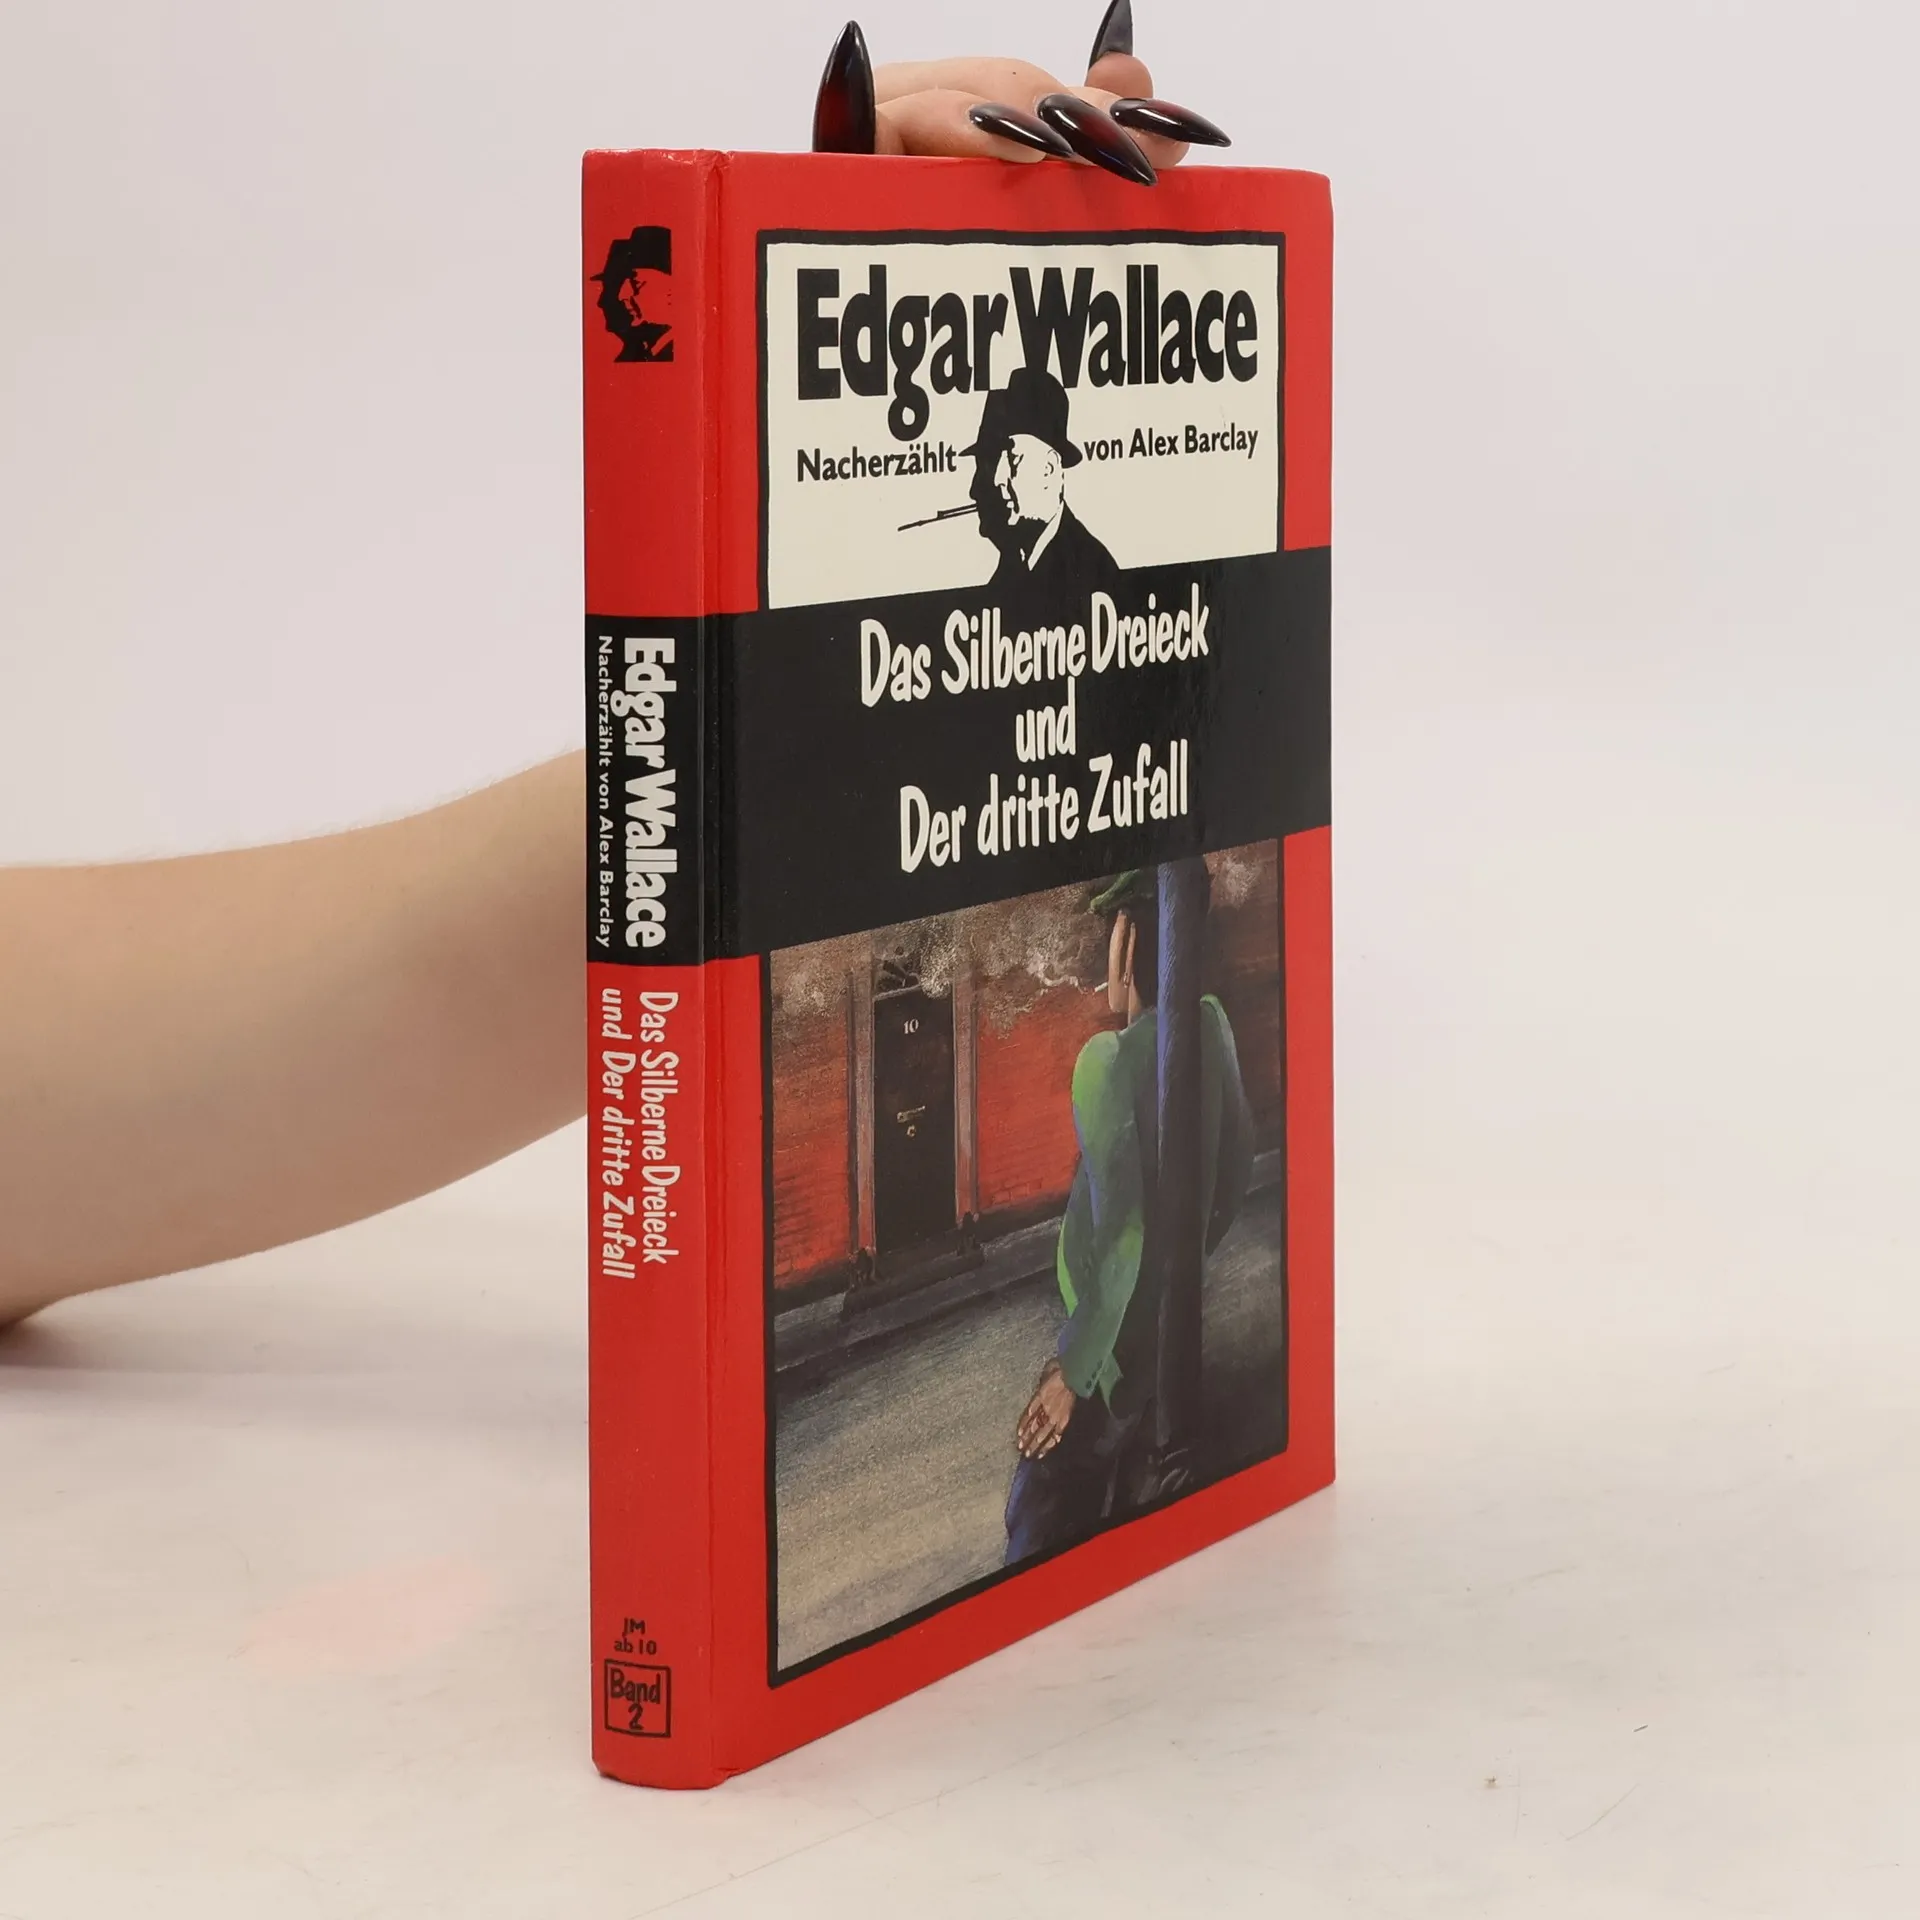 Edgar Wallace
Nacherzählt von Alex Barclay
Das Silberne Dreieck
und
Der dritte Zufall
10
Edgar Wallace
Nacherzählt von Alex Barclay
Das Silberne Dreieck
und Der dritte Zufall
JM
ab 10
Band
2